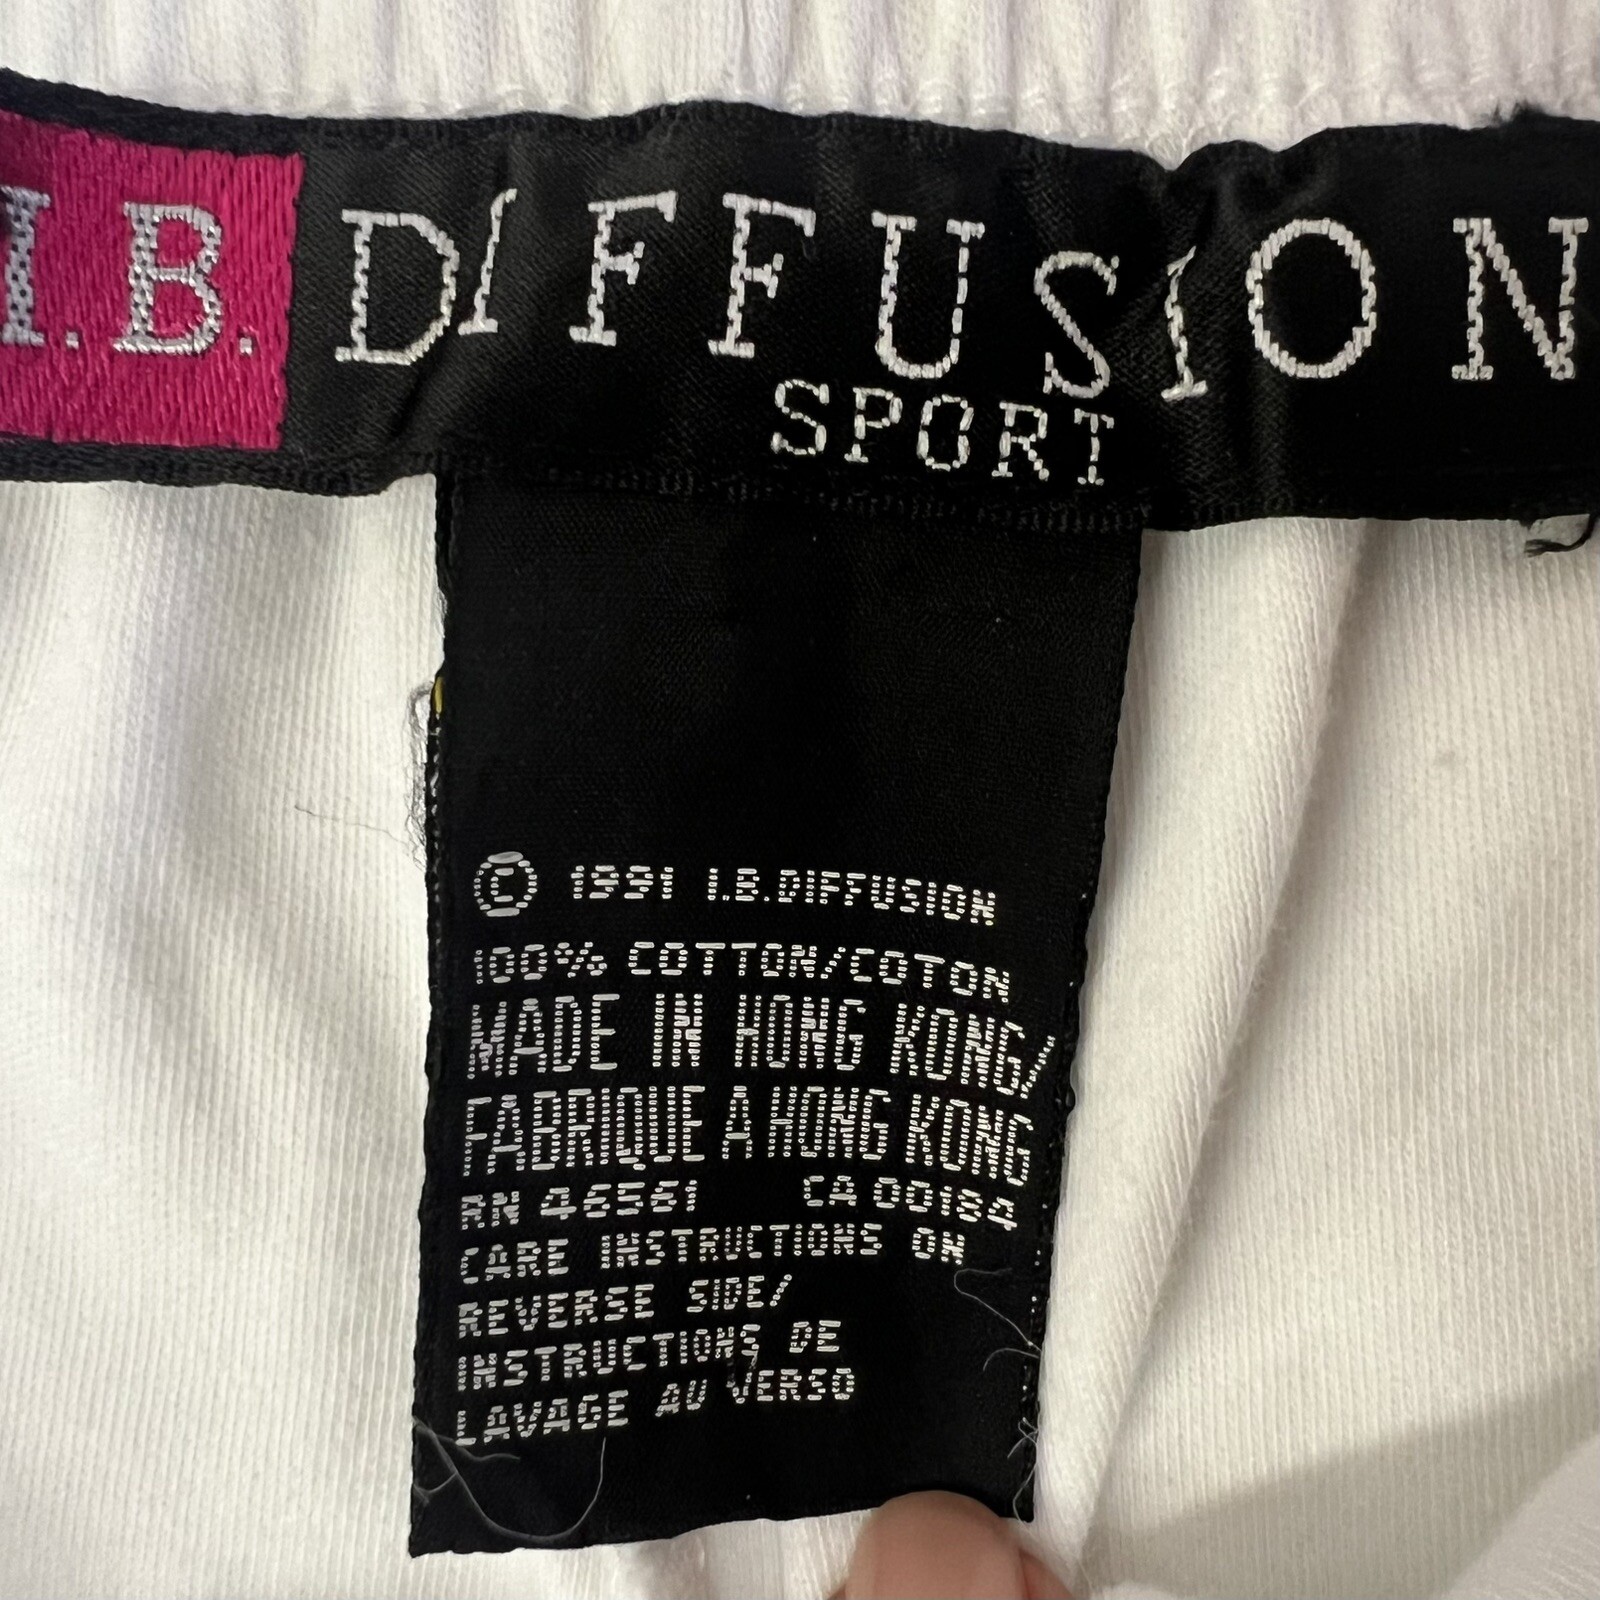 I.B. DIFFUSION
SPORT
© 1991 I.B.DIFFUSION
100% COTTON/COTON
MADE IN HONG KONG/
FABRIQUE A HONG KONG
RN 46561 CA 00184
CARE INSTRUCTIONS ON
REVERSE SIDE/
INSTRUCTIONS DE
LAVAGE AU VERSO